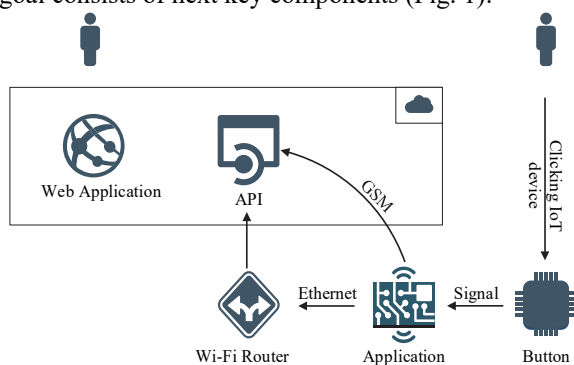 goal consists of next key components (Fig. 1).
Clicking IoT
device
Web Application
API
GSM
Ethernet
Signal
Wi-Fi Router
Application
Button